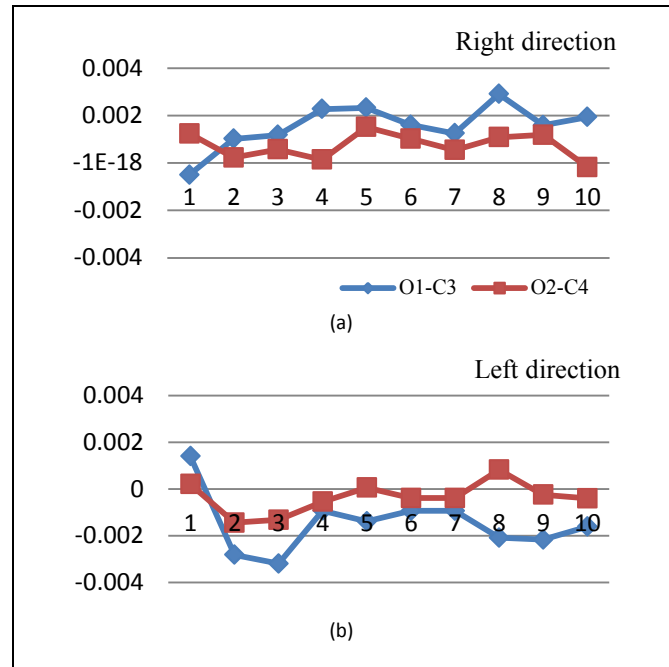 Right direction
0.004
0.002
-1E-18
-0.002
-0.004
1 2 3 4 5 6 7 8 9 10
O1-C3 O2-C4
(a)
Left direction
0.004
0.002
0
-0.002
-0.004
1 2 3 4 5 6 7 8 9 10
(b)